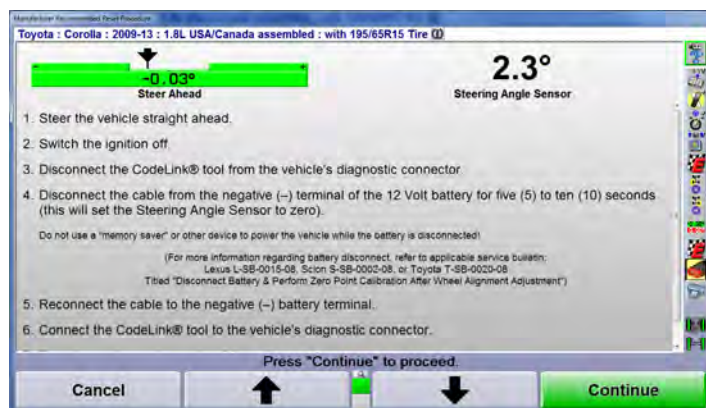 Manufacturer Recommended Reset Procedure
Toyota : Corolla : 2009-13 : 1.8L USA/Canada assembled : with 195/65R15 Tire
- +
-0.03°
Steer Ahead
2.3°
Steering Angle Sensor
1. Steer the vehicle straight ahead.
2. Switch the ignition off.
3. Disconnect the CodeLink® tool from the vehicle's diagnostic connector.
4. Disconnect the cable from the negative (–) terminal of the 12 Volt battery for five (5) to ten (10) seconds
(this will set the Steering Angle Sensor to zero).
Do not use a "memory saver" or other device to power the vehicle while the battery is disconnected!
(For more information regarding battery disconnect, refer to applicable service bulletin:
Lexus L-SB-0015-08, Scion S-SB-0002-08, or Toyota T-SB-0020-08
Titled "Disconnect Battery & Perform Zero Point Calibration After Wheel Alignment Adjustment")
5. Reconnect the cable to the negative (–) battery terminal.
6. Connect the CodeLink® tool to the vehicle's diagnostic connector.
Press "Continue" to proceed.
Cancel
Continue